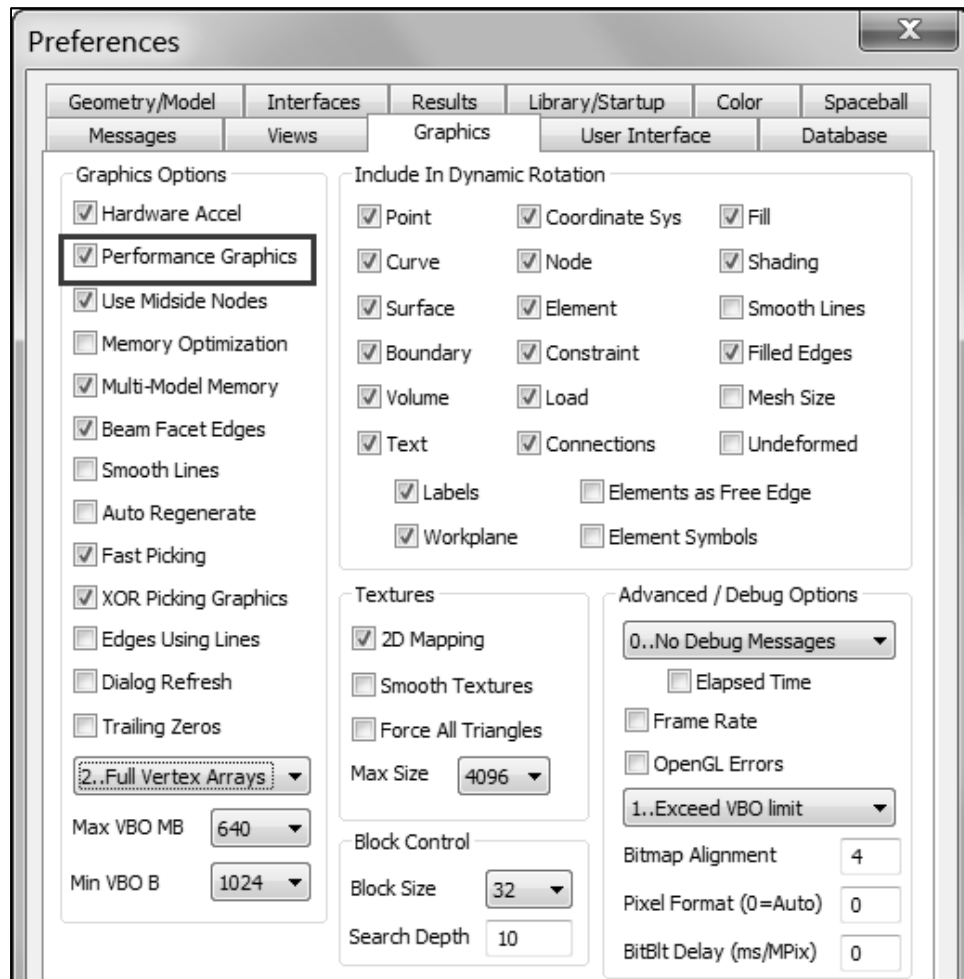 Preferences
X
Geometry/Model Interfaces Results Library/Startup Color Spaceball
Messages Views Graphics User Interface Database
Graphics Options
Hardware Accel
Performance Graphics
Use Midside Nodes
Memory Optimization
Multi-Model Memory
Beam Facet Edges
Smooth Lines
Auto Regenerate
Fast Picking
XOR Picking Graphics
Edges Using Lines
Dialog Refresh
Trailing Zeros
2..Full Vertex Arrays
Max VBO MB 640
Min VBO B 1024
Include In Dynamic Rotation
Point Coordinate Sys Fill
Curve Node Shading
Surface Element Smooth Lines
Boundary Constraint Filled Edges
Volume Load Mesh Size
Text Connections Undeformed
Labels Elements as Free Edge
Workplane Element Symbols
Textures
2D Mapping
Smooth Textures
Force All Triangles
Max Size 4096
Block Control
Block Size 32
Search Depth 10
Advanced / Debug Options
0..No Debug Messages
Elapsed Time
Frame Rate
OpenGL Errors
1..Exceed VBO limit
Bitmap Alignment 4
Pixel Format (0=Auto) 0
BitBlt Delay (ms/MPix) 0